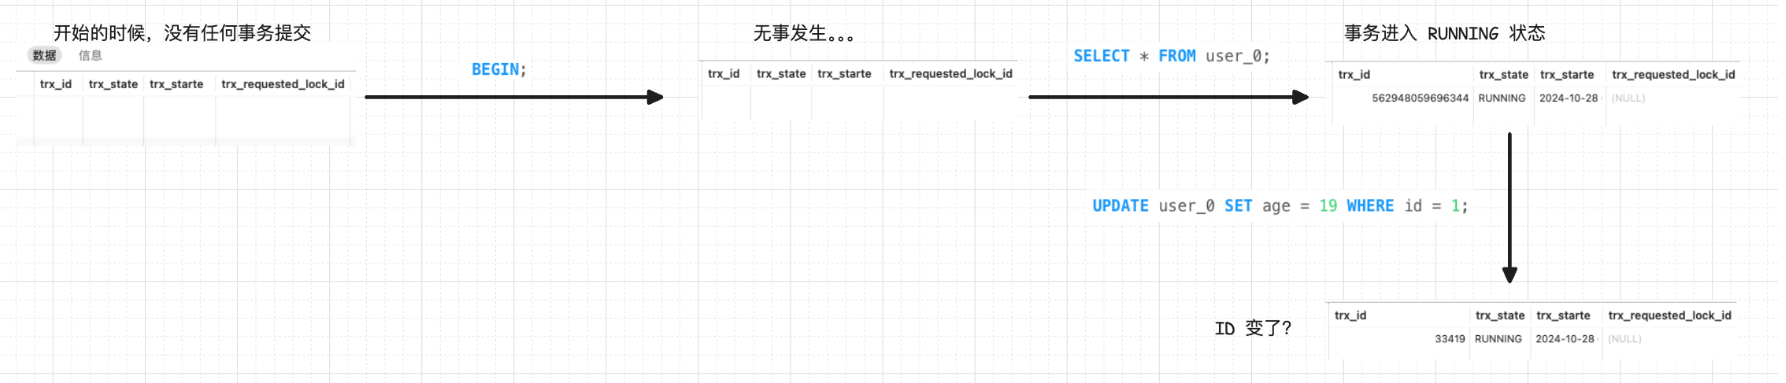 开始的时候，没有任何事务提交
数据 信息
trx_id trx_state trx_starte trx_requested_lock_id
BEGIN;
无事发生。。。
trx_id trx_state trx_starte trx_requested_lock_id
SELECT * FROM user_0;
事务进入 RUNNING 状态
trx_id trx_state trx_starte trx_requested_lock_id
562948059696344 RUNNING 2024-10-28 (NULL)
UPDATE user_0 SET age = 19 WHERE id = 1;
ID 变了?
trx_id trx_state trx_starte trx_requested_lock_id
33419 RUNNING 2024-10-28 (NULL)